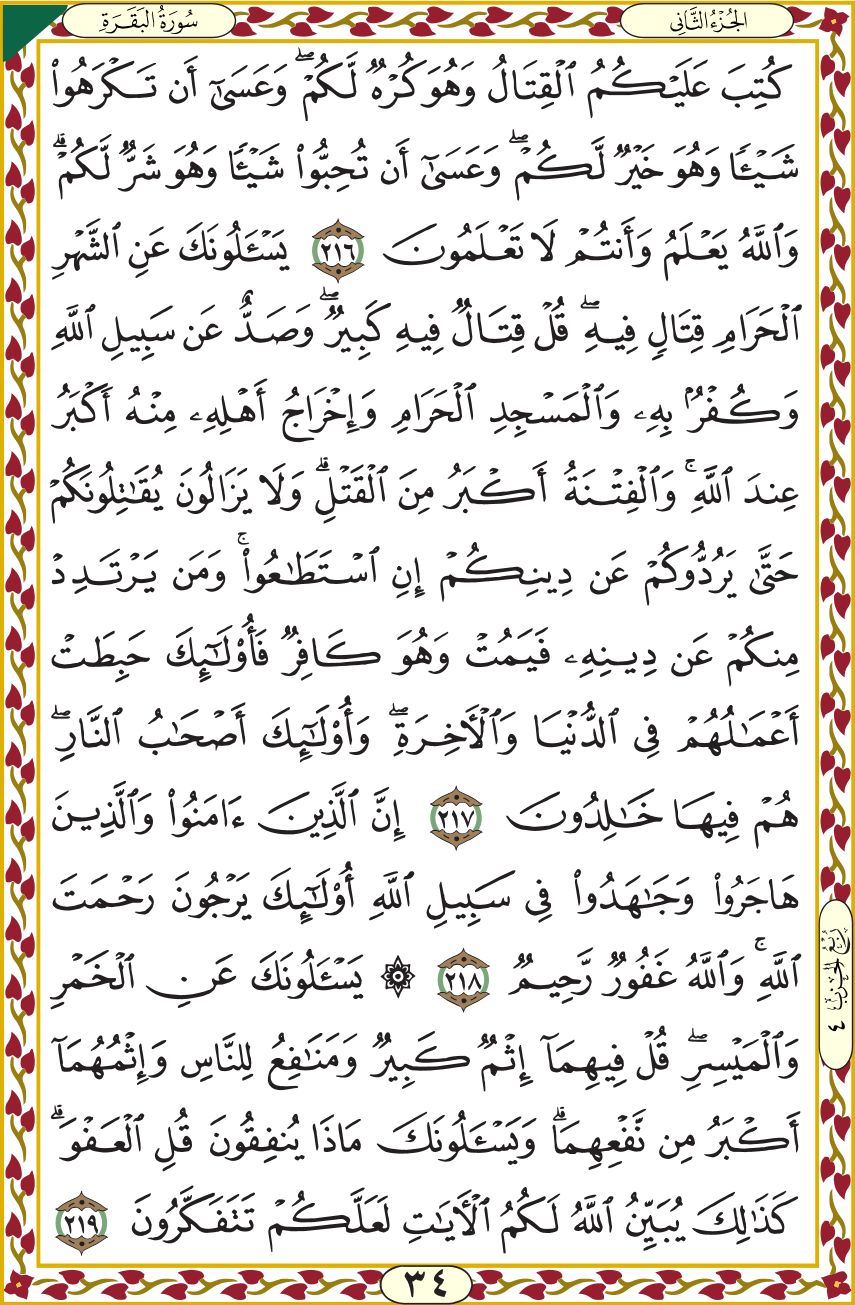 سُورَةُ البَقَرَةِ
الجُزْءُ الثَّانِي
كُتِبَ عَلَيْكُمُ ٱلْقِتَالُ وَهُوَ كُرْهٌ لَّكُمْ ۖ وَعَسَىٰٓ أَن تَكْرَهُوا۟
شَيْـًٔا وَهُوَ خَيْرٌ لَّكُمْ ۖ وَعَسَىٰٓ أَن تُحِبُّوا۟ شَيْـًٔا وَهُوَ شَرٌّ لَّكُمْ ۗ
وَٱللَّهُ يَعْلَمُ وَأَنتُمْ لَا تَعْلَمُونَ ٢١٦ يَسْـَٔلُونَكَ عَنِ ٱلشَّهْرِ
ٱلْحَرَامِ قِتَالٍ فِيهِ ۖ قُلْ قِتَالٌ فِيهِ كَبِيرٌ ۖ وَصَدٌّ عَن سَبِيلِ ٱللَّهِ
وَكُفْرٌۢ بِهِۦ وَٱلْمَسْجِدِ ٱلْحَرَامِ وَإِخْرَاجُ أَهْلِهِۦ مِنْهُ أَكْبَرُ
عِندَ ٱللَّهِ ۚ وَٱلْفِتْنَةُ أَكْبَرُ مِنَ ٱلْقَتْلِ ۗ وَلَا يَزَالُونَ يُقَٰتِلُونَكُمْ
حَتَّىٰ يَرُدُّوكُمْ عَن دِينِكُمْ إِنِ ٱسْتَطَٰعُوا۟ ۚ وَمَن يَرْتَدِدْ
مِنكُمْ عَن دِينِهِۦ فَيَمُتْ وَهُوَ كَافِرٌ فَأُو۟لَٰٓئِكَ حَبِطَتْ
أَعْمَٰلُهُمْ فِى ٱلدُّنْيَا وَٱلْأَخِرَةِ ۖ وَأُو۟لَٰٓئِكَ أَصْحَٰبُ ٱلنَّارِ ۖ
هُمْ فِيهَا خَٰلِدُونَ ٢١٧ إِنَّ ٱلَّذِينَ ءَامَنُوا۟ وَٱلَّذِينَ
هَاجَرُوا۟ وَجَٰهَدُوا۟ فِى سَبِيلِ ٱللَّهِ أُو۟لَٰٓئِكَ يَرْجُونَ رَحْمَتَ
ٱللَّهِ ۚ وَٱللَّهُ غَفُورٌ رَّحِيمٌ ٢١٨ ۞ يَسْـَٔلُونَكَ عَنِ ٱلْخَمْرِ
وَٱلْمَيْسِرِ ۖ قُلْ فِيهِمَآ إِثْمٌ كَبِيرٌ وَمَنَٰفِعُ لِلنَّاسِ وَإِثْمُهُمَآ
أَكْبَرُ مِن نَّفْعِهِمَا ۗ وَيَسْـَٔلُونَكَ مَاذَا يُنفِقُونَ قُلِ ٱلْعَفْوَ ۗ
كَذَٰلِكَ يُبَيِّنُ ٱللَّهُ لَكُمُ ٱلْأَيَٰتِ لَعَلَّكُمْ تَتَفَكَّرُونَ ٢١٩
رُبْعُ الحِزْبِ ٤
٣٤